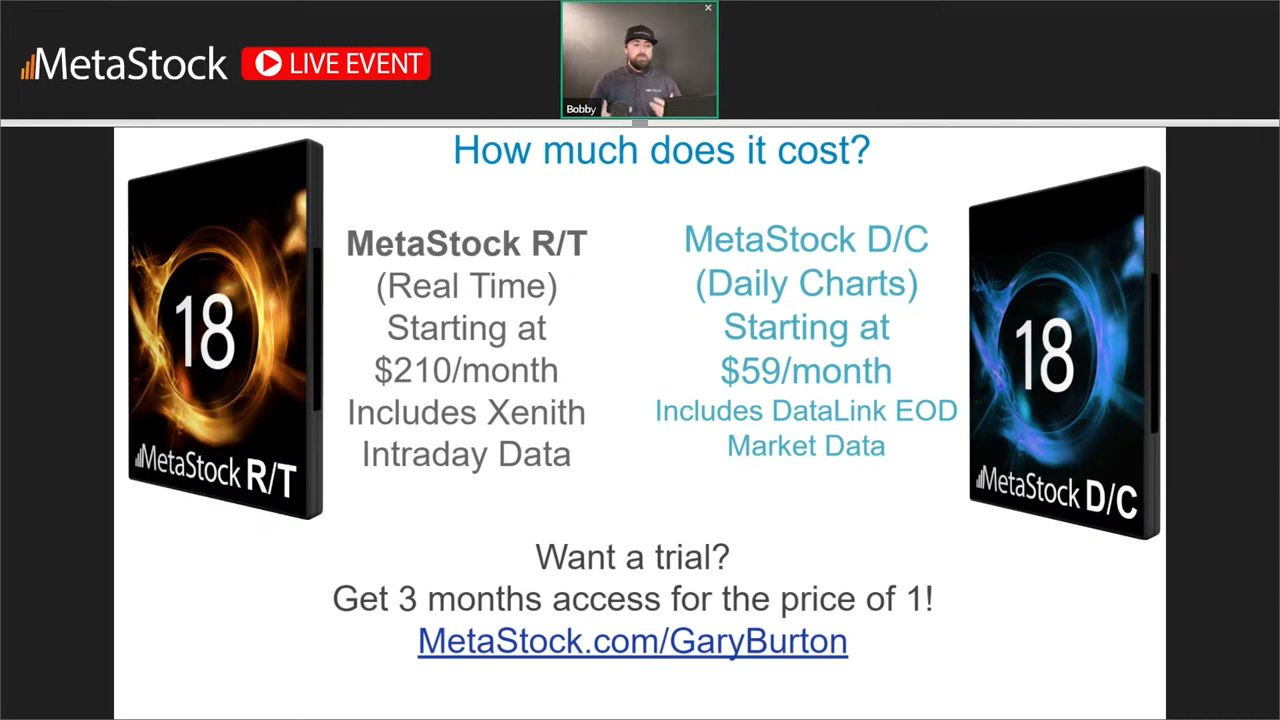 MetaStock LIVE EVENT
Bobby
How much does it cost?
18
MetaStock R/T
MetaStock R/T
(Real Time)
Starting at
$210/month
Includes Xenith
Intraday Data
MetaStock D/C
(Daily Charts)
Starting at
$59/month
Includes DataLink EOD
Market Data
18
MetaStock D/C
Want a trial?
Get 3 months access for the price of 1!
MetaStock.com/GaryBurton